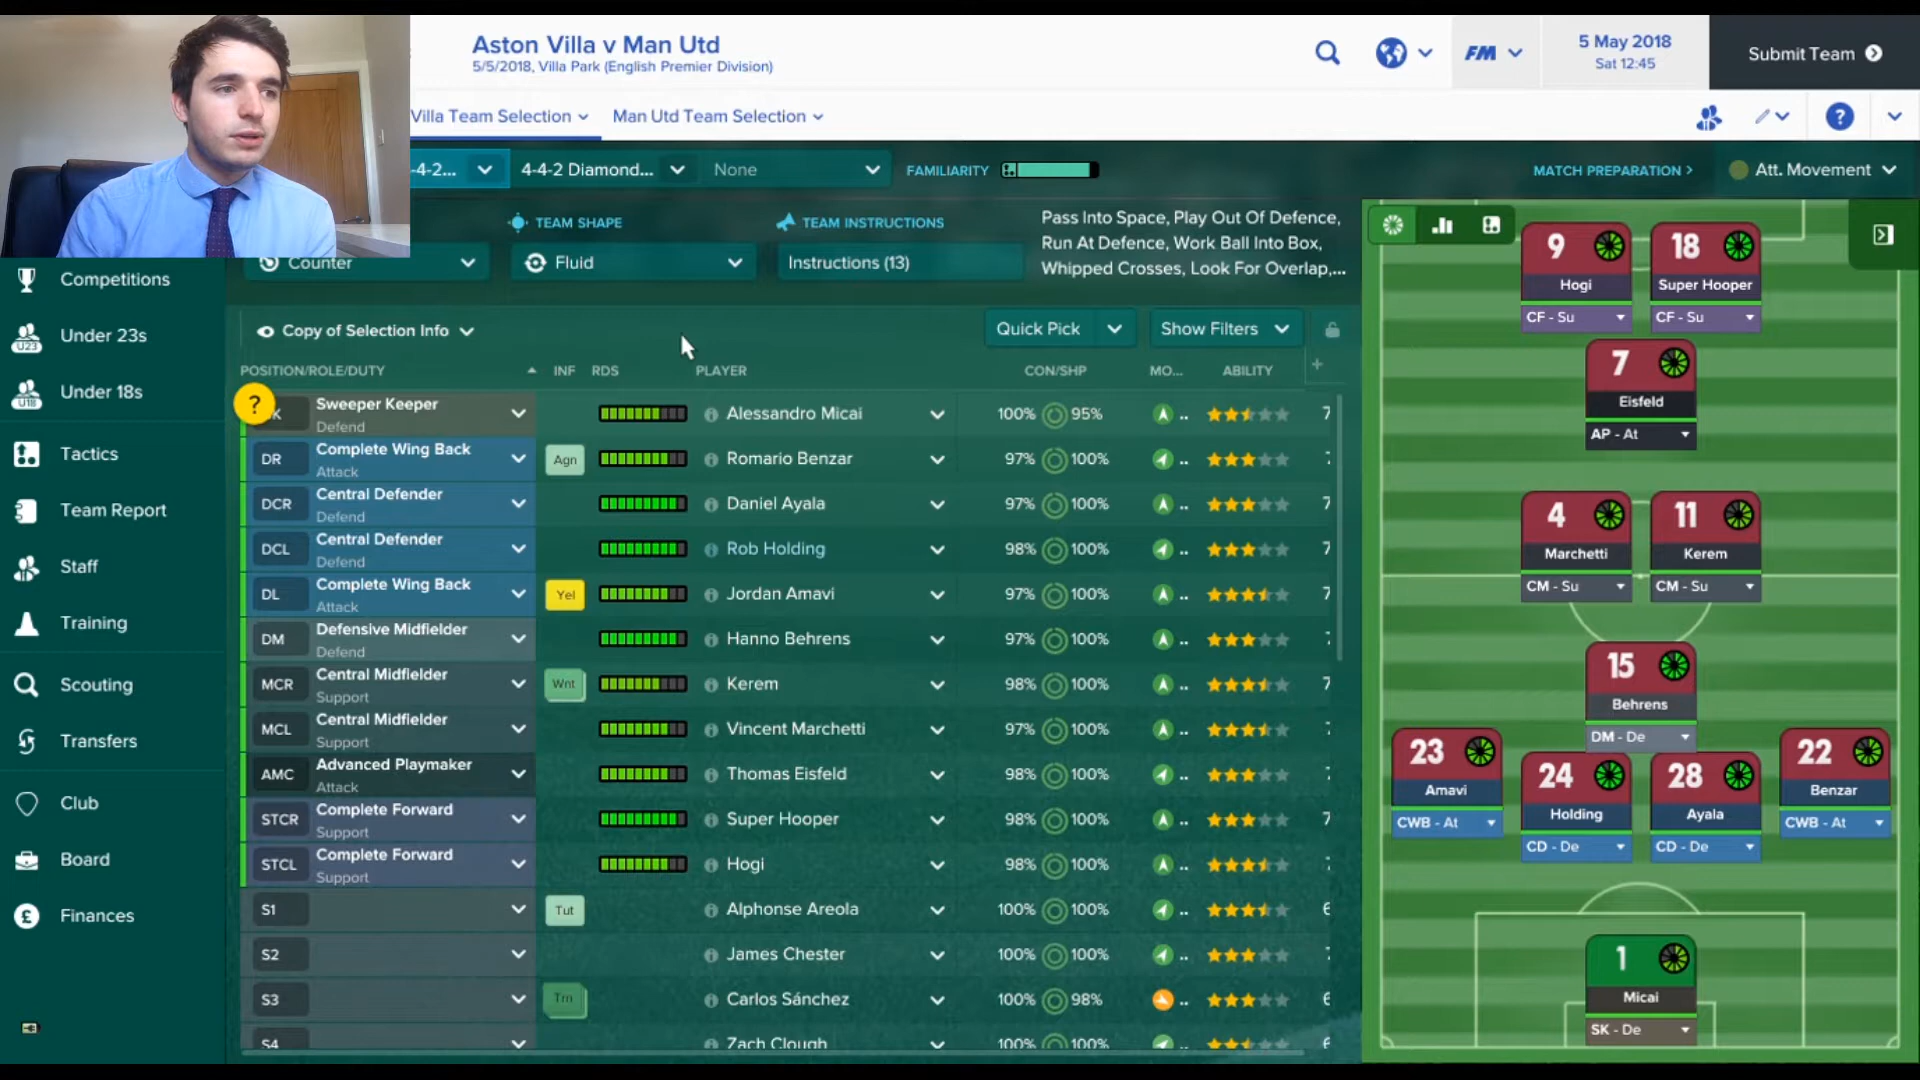 Aston Villa v Man Utd
5/5/2018, Villa Park (English Premier Division)
FM
5 May 2018
Sat 12:45
Submit Team
Villa Team Selection
Man Utd Team Selection
?
-4-2...
4-4-2 Diamond...
None
FAMILIARITY
MATCH PREPARATION >
Att. Movement
TEAM SHAPE
TEAM INSTRUCTIONS
Counter
Fluid
Instructions (13)
Pass Into Space, Play Out Of Defence,
Run At Defence, Work Ball Into Box,
Whipped Crosses, Look For Overlap,...
Competitions
U23
Under 23s
U18
Under 18s
Tactics
Team Report
Staff
Training
Scouting
Transfers
Club
Board
£ Finances
Copy of Selection Info
Quick Pick
Show Filters
POSITION/ROLE/DUTY INF RDS PLAYER CON/SHP MO... ABILITY +
? K Sweeper Keeper Alessandro Micai 100% 95% .. 7
Defend
DR Complete Wing Back Agn Romario Benzar 97% 100% ..
Attack
DCR Central Defender Daniel Ayala 97% 100% .. 7
Defend
DCL Central Defender Rob Holding 98% 100% .. 7
Defend
DL Complete Wing Back Yel Jordan Amavi 97% 100% .. 7
Attack
DM Defensive Midfielder Hanno Behrens 97% 100% ..
Defend
MCR Central Midfielder Wnt Kerem 98% 100% .. 7
Support
MCL Central Midfielder Vincent Marchetti 97% 100% ..
Support
AMC Advanced Playmaker Thomas Eisfeld 98% 100% ..
Attack
STCR Complete Forward Super Hooper 98% 100% .. 7
Support
STCL Complete Forward Hogi 98% 100% ..
Support
S1 Tut Alphonse Areola 100% 100% .. 6
S2 James Chester 100% 100% ..
S3 Trn Carlos Sánchez 100% 98% .. 6
S4 Zach Clough 100% 100% .. 6
9
Hogi
CF - Su
18
Super Hooper
CF - Su
7
Eisfeld
AP - At
4
Marchetti
CM - Su
11
Kerem
CM - Su
15
Behrens
DM - De
23
Amavi
CWB - At
24
Holding
CD - De
28
Ayala
CD - De
22
Benzar
CWB - At
1
Micai
SK - De